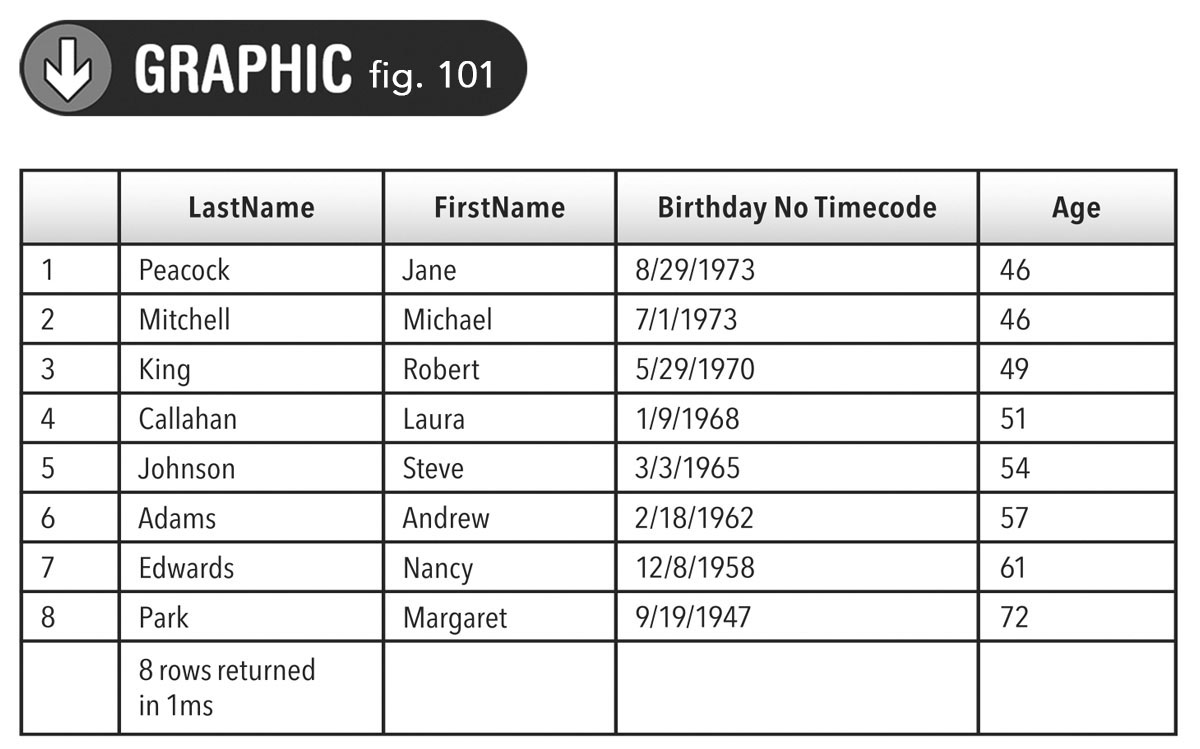 GRAPHIC fig. 101
LastName FirstName Birthday No Timecode Age
1 Peacock Jane 8/29/1973 46
2 Mitchell Michael 7/1/1973 46
3 King Robert 5/29/1970 49
4 Callahan Laura 1/9/1968 51
5 Johnson Steve 3/3/1965 54
6 Adams Andrew 2/18/1962 57
7 Edwards Nancy 12/8/1958 61
8 Park Margaret 9/19/1947 72
8 rows returned
in 1ms